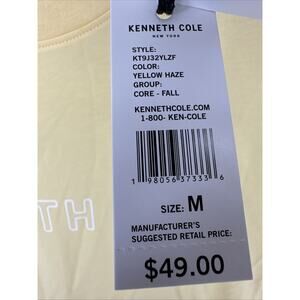 KENNETH COLE
NEW YORK
STYLE:
KT9J32YLZF
COLOR:
YELLOW HAZE
GROUP:
CORE - FALL
KENNETHCOLE.COM
1-800- KEN-COLE
1 98056 37333 6
SIZE: M
TH
MANUFACTURER'S
SUGGESTED RETAIL PRICE:
$49.00